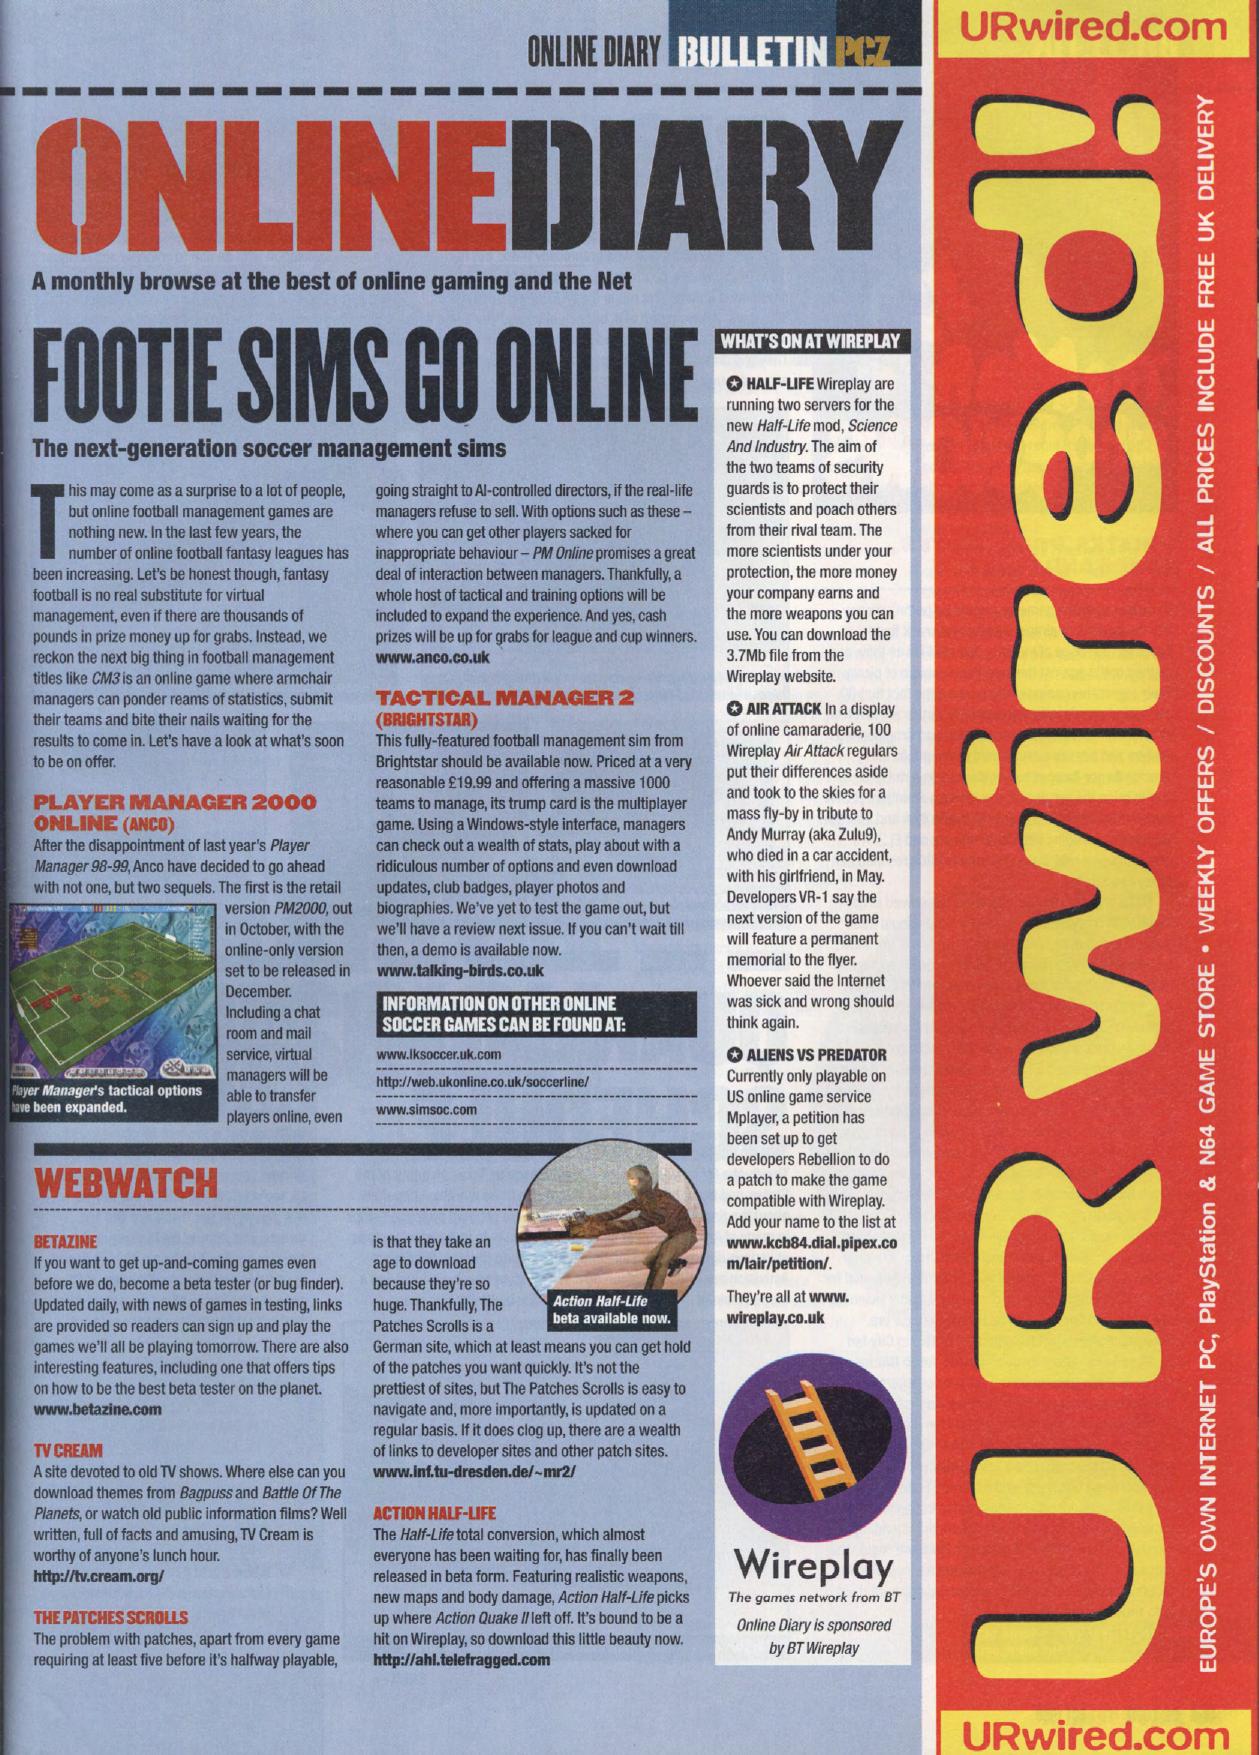 ONLINE DIARY BULLETIN PCZ
ONLINEDIARY
A monthly browse at the best of online gaming and the Net
FOOTIE SIMS GO ONLINE
The next-generation soccer management sims
This may come as a surprise to a lot of people,
but online football management games are
nothing new. In the last few years, the
number of online football fantasy leagues has
been increasing. Let's be honest though, fantasy
football is no real substitute for virtual
management, even if there are thousands of
pounds in prize money up for grabs. Instead, we
reckon the next big thing in football management
titles like CM3 is an online game where armchair
managers can ponder reams of statistics, submit
their teams and bite their nails waiting for the
results to come in. Let's have a look at what's soon
to be on offer.
PLAYER MANAGER 2000
ONLINE (ANCO)
After the disappointment of last year's Player
Manager 98-99, Anco have decided to go ahead
with not one, but two sequels. The first is the retail
version PM2000, out
in October, with the
online-only version
set to be released in
December.
Including a chat
room and mail
service, virtual
managers will be
able to transfer
players online, even
Player Manager's tactical options
have been expanded.
going straight to AI-controlled directors, if the real-life
managers refuse to sell. With options such as these –
where you can get other players sacked for
inappropriate behaviour – PM Online promises a great
deal of interaction between managers. Thankfully, a
whole host of tactical and training options will be
included to expand the experience. And yes, cash
prizes will be up for grabs for league and cup winners.
www.anco.co.uk
TACTICAL MANAGER 2
(BRIGHTSTAR)
This fully-featured football management sim from
Brightstar should be available now. Priced at a very
reasonable £19.99 and offering a massive 1000
teams to manage, its trump card is the multiplayer
game. Using a Windows-style interface, managers
can check out a wealth of stats, play about with a
ridiculous number of options and even download
updates, club badges, player photos and
biographies. We've yet to test the game out, but
we'll have a review next issue. If you can't wait till
then, a demo is available now.
www.talking-birds.co.uk
INFORMATION ON OTHER ONLINE
SOCCER GAMES CAN BE FOUND AT:
www.lksoccer.uk.com
http://web.ukonline.co.uk/soccerline/
www.simsoc.com
WEBWATCH
BETAZINE
If you want to get up-and-coming games even
before we do, become a beta tester (or bug finder).
Updated daily, with news of games in testing, links
are provided so readers can sign up and play the
games we'll all be playing tomorrow. There are also
interesting features, including one that offers tips
on how to be the best beta tester on the planet.
www.betazine.com
TV CREAM
A site devoted to old TV shows. Where else can you
download themes from Bagpuss and Battle Of The
Planets, or watch old public information films? Well
written, full of facts and amusing, TV Cream is
worthy of anyone's lunch hour.
http://tv.cream.org/
THE PATCHES SCROLLS
The problem with patches, apart from every game
requiring at least five before it's halfway playable,
is that they take an
age to download
because they're so
huge. Thankfully, The
Patches Scrolls is a
German site, which at least means you can get hold
of the patches you want quickly. It's not the
prettiest of sites, but The Patches Scrolls is easy to
navigate and, more importantly, is updated on a
regular basis. If it does clog up, there are a wealth
of links to developer sites and other patch sites.
www.inf.tu-dresden.de/~mr2/
Action Half-Life
beta available now.
ACTION HALF-LIFE
The Half-Life total conversion, which almost
everyone has been waiting for, has finally been
released in beta form. Featuring realistic weapons,
new maps and body damage, Action Half-Life picks
up where Action Quake II left off. It's bound to be a
hit on Wireplay, so download this little beauty now.
http://ahl.telefragged.com
WHAT'S ON AT WIREPLAY
HALF-LIFE Wireplay are
running two servers for the
new Half-Life mod, Science
And Industry. The aim of
the two teams of security
guards is to protect their
scientists and poach others
from their rival team. The
more scientists under your
protection, the more money
your company earns and
the more weapons you can
use. You can download the
3.7Mb file from the
Wireplay website.
AIR ATTACK In a display
of online camaraderie, 100
Wireplay Air Attack regulars
put their differences aside
and took to the skies for a
mass fly-by in tribute to
Andy Murray (aka Zulu9),
who died in a car accident,
with his girlfriend, in May.
Developers VR-1 say the
next version of the game
will feature a permanent
memorial to the flyer.
Whoever said the Internet
was sick and wrong should
think again.
ALIENS VS PREDATOR
Currently only playable on
US online game service
Mplayer, a petition has
been set up to get
developers Rebellion to do
a patch to make the game
compatible with Wireplay.
Add your name to the list at
www.kcb84.dial.pipex.co
m/lair/petition/.
They're all at www.
wireplay.co.uk
Wireplay
The games network from BT
Online Diary is sponsored
by BT Wireplay
URwired.com
UR wired!
EUROPE'S OWN INTERNET PC, PlayStation & N64 GAME STORE • WEEKLY OFFERS / DISCOUNTS / ALL PRICES INCLUDE FREE UK DELIVERY
URwired.com